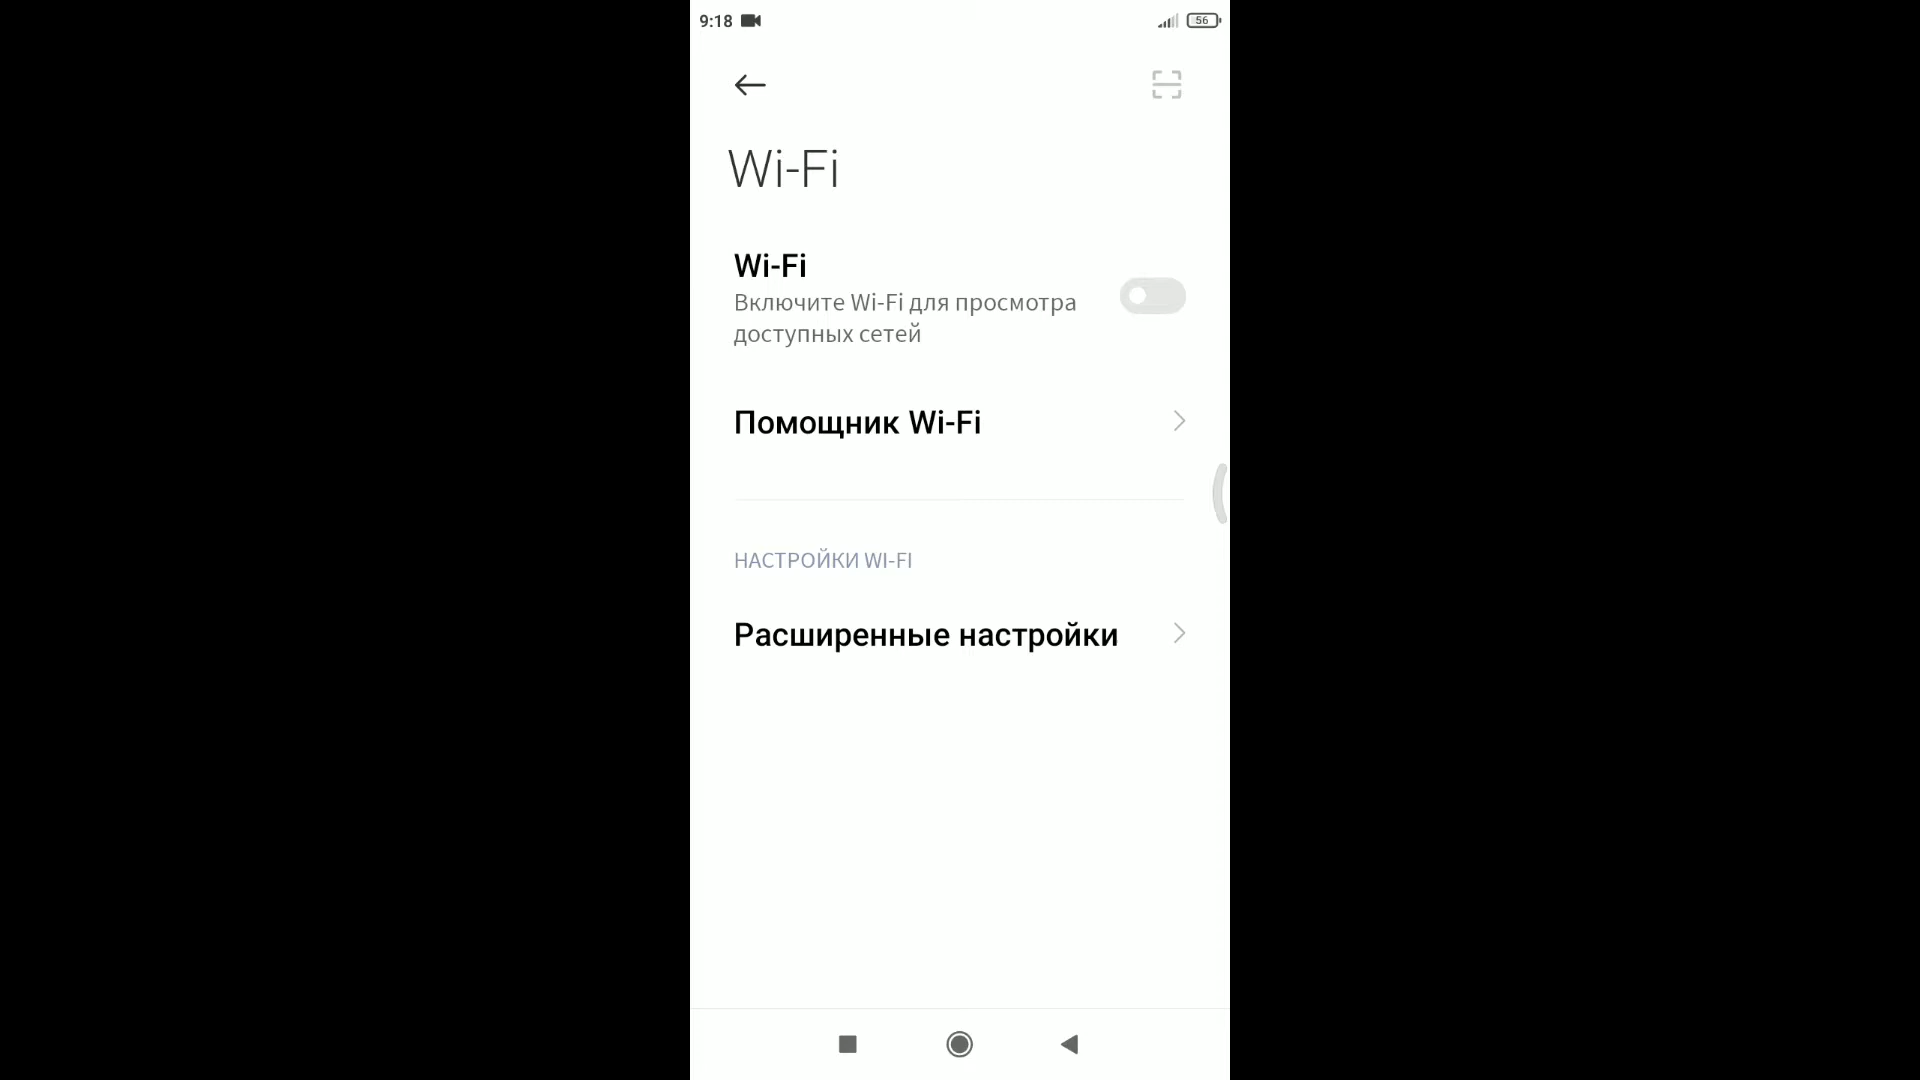 9:18
56
Wi-Fi
Wi-Fi
Включите Wi-Fi для просмотра
доступных сетей
Помощник Wi-Fi
НАСТРОЙКИ WI-FI
Расширенные настройки